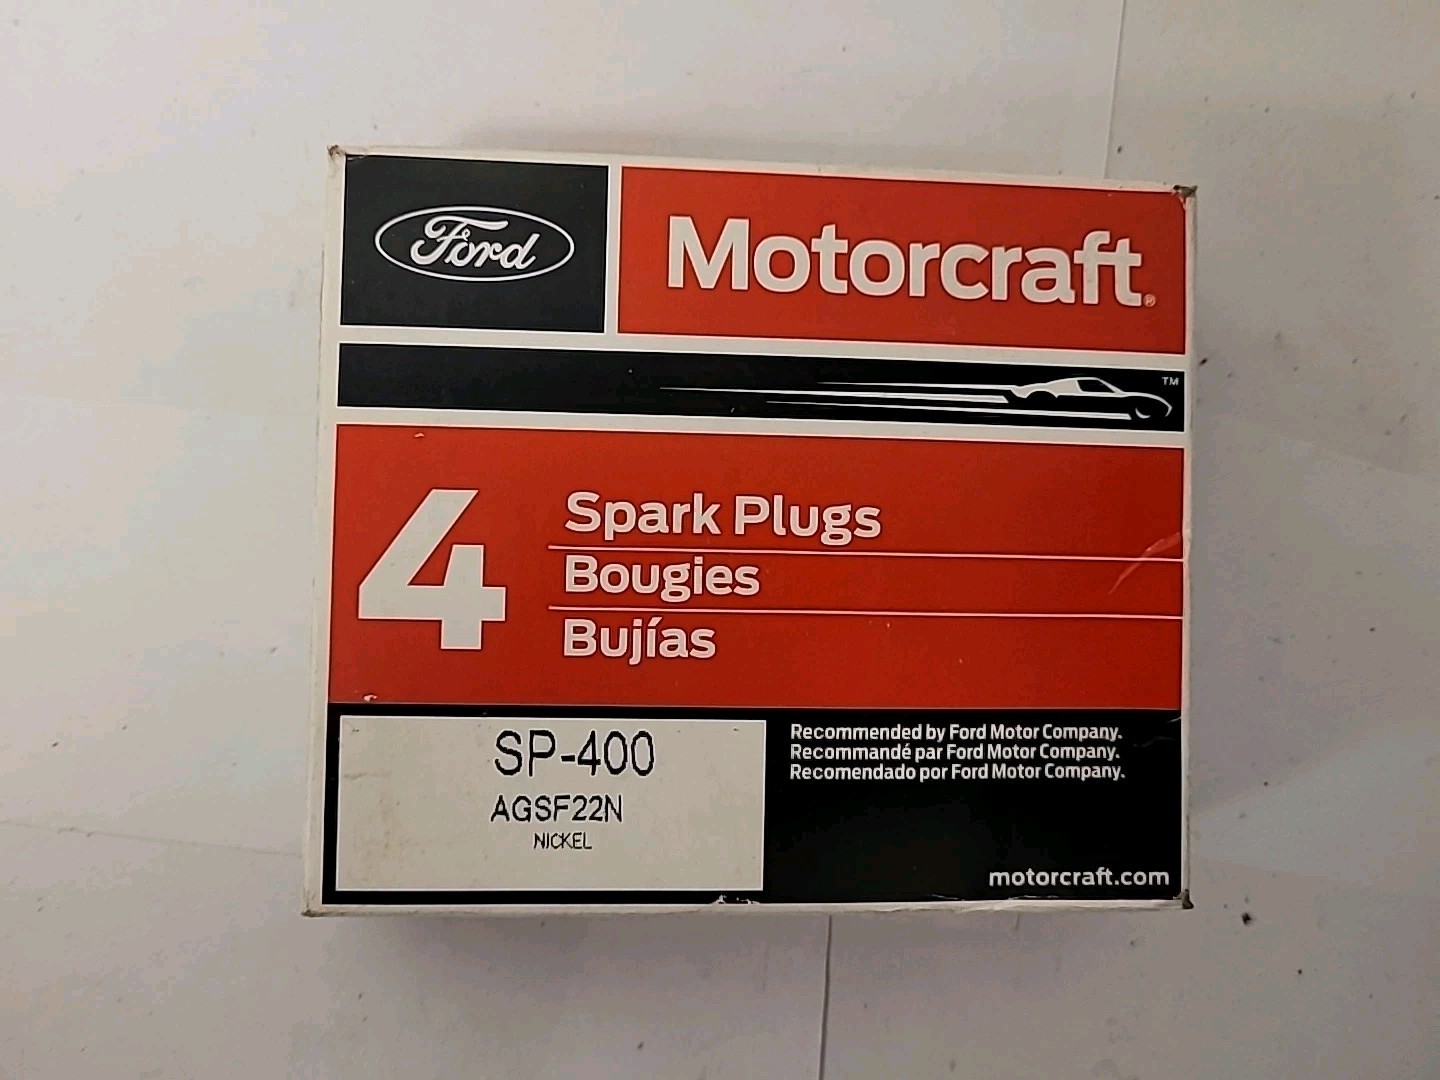 Ford
Motorcraft®
TM
4
Spark Plugs
Bougies
Bujías
SP-400
AGSF22N
NICKEL
Recommended by Ford Motor Company.
Recommandé par Ford Motor Company.
Recomendado por Ford Motor Company.
motorcraft.com